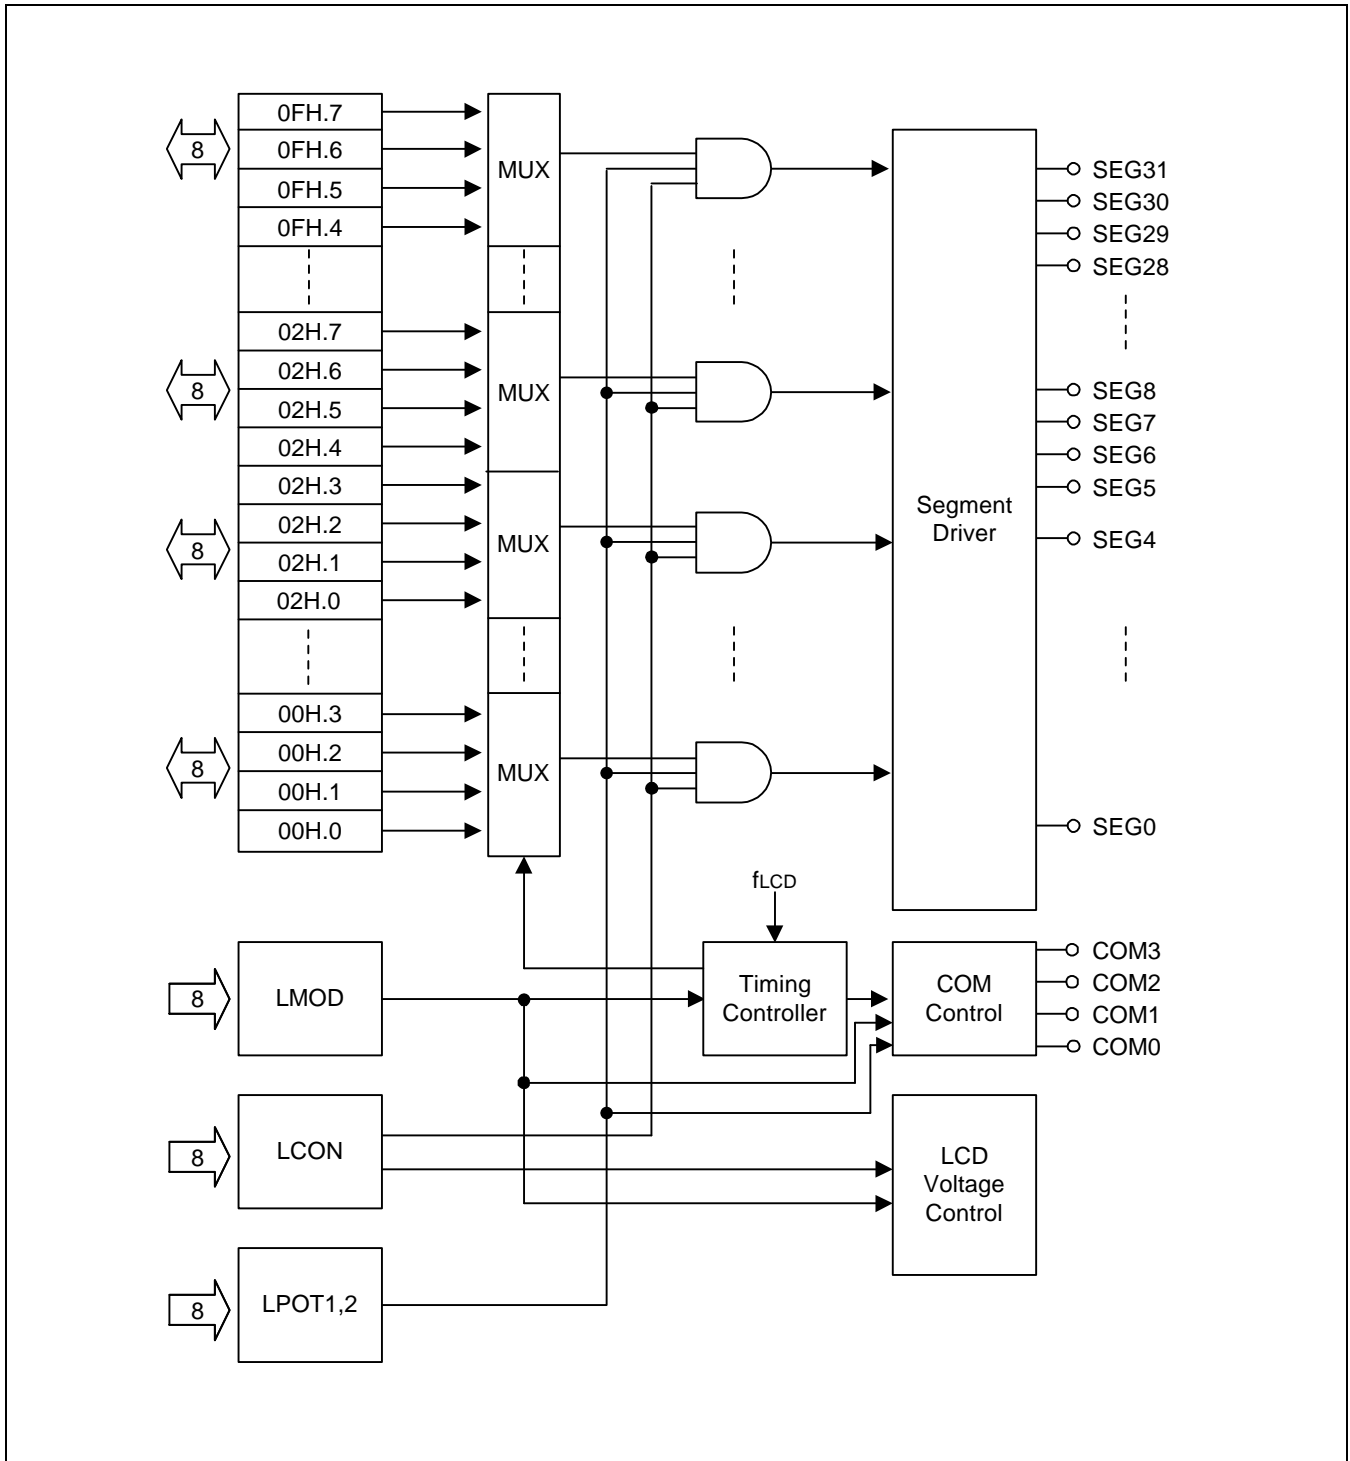 0FH.7
0FH.6
0FH.5
0FH.4
8
02H.7
02H.6
02H.5
02H.4
8
02H.3
02H.2
02H.1
02H.0
8
00H.3
00H.2
00H.1
00H.0
8
MUX
MUX
MUX
MUX
Segment
Driver
SEG31
SEG30
SEG29
SEG28
SEG8
SEG7
SEG6
SEG5
SEG4
SEG0
fLCD
8
LMOD
Timing
Controller
COM
Control
COM3
COM2
COM1
COM0
8
LCON
LCD
Voltage
Control
8
LPOT1,2